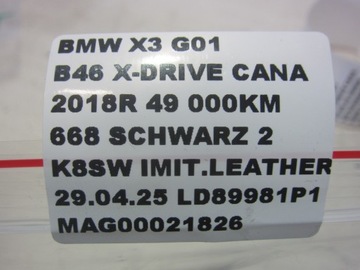 BMW X3 G01
B46 X-DRIVE CANA
2018R 49 000KM
668 SCHWARZ 2
K8SW IMIT.LEATHER
29.04.25 LD89981P1
MAG00021826